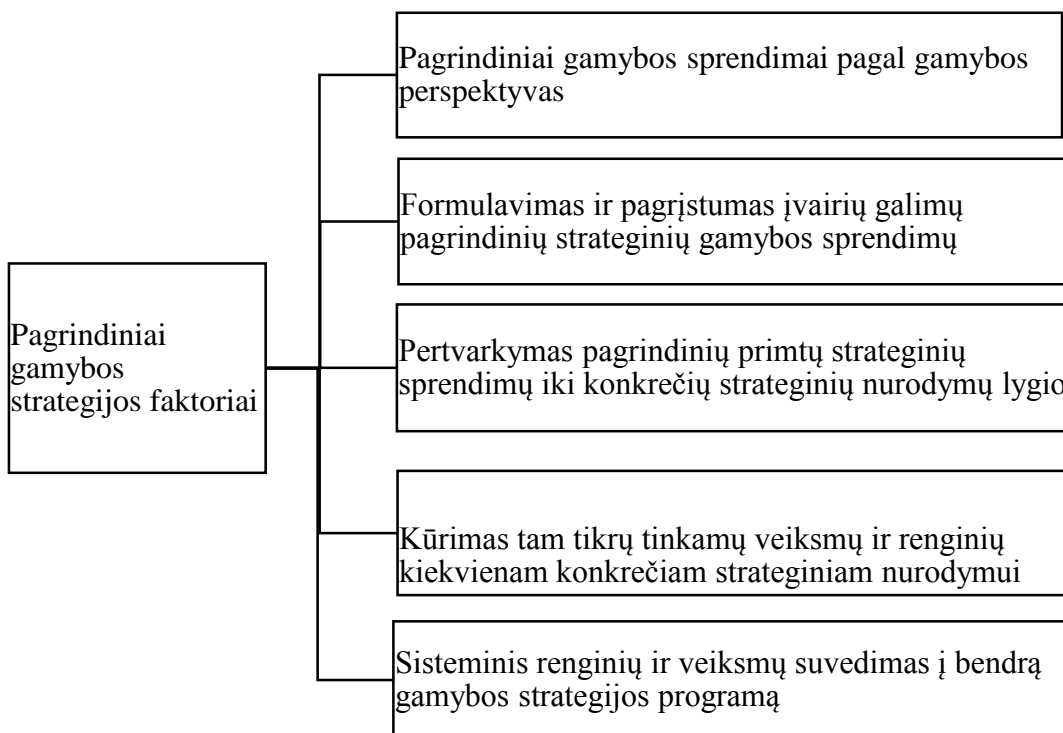 Pagrindiniai gamybos sprendimai pagal gamybos
perspektyvas
Formulavimas ir pagrįstumas įvairių galimų
pagrindinių strateginių gamybos sprendimų
Pagrindiniai
gamybos
strategijos faktoriai
Pertvarkymas pagrindinių primtų strateginių
sprendimų iki konkrečių strateginių nurodymų lygio
Kūrimas tam tikrų tinkamų veiksmų ir renginių
kiekvienam konkrečiam strateginiam nurodymui
Sisteminis renginių ir veiksmų suvedimas į bendrą
gamybos strategijos programą